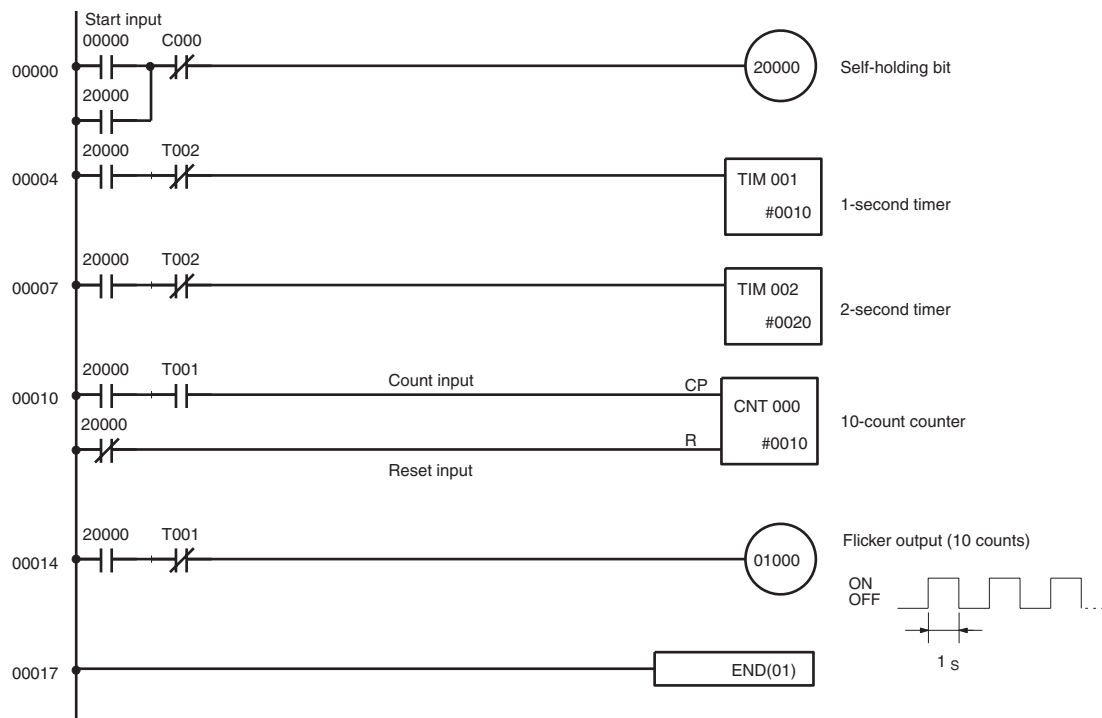 Start input
00000 C000
00000
20000 Self-holding bit
20000
20000 T002
00004
TIM 001
#0010
1-second timer
20000 T002
00007
TIM 002
#0020
2-second timer
20000 T001
00010
Count input
CP
CNT 000
#0010
10-count counter
20000
R
Reset input
20000 T001
00014
01000
Flicker output (10 counts)
ON
OFF
1 S
00017
END(01)